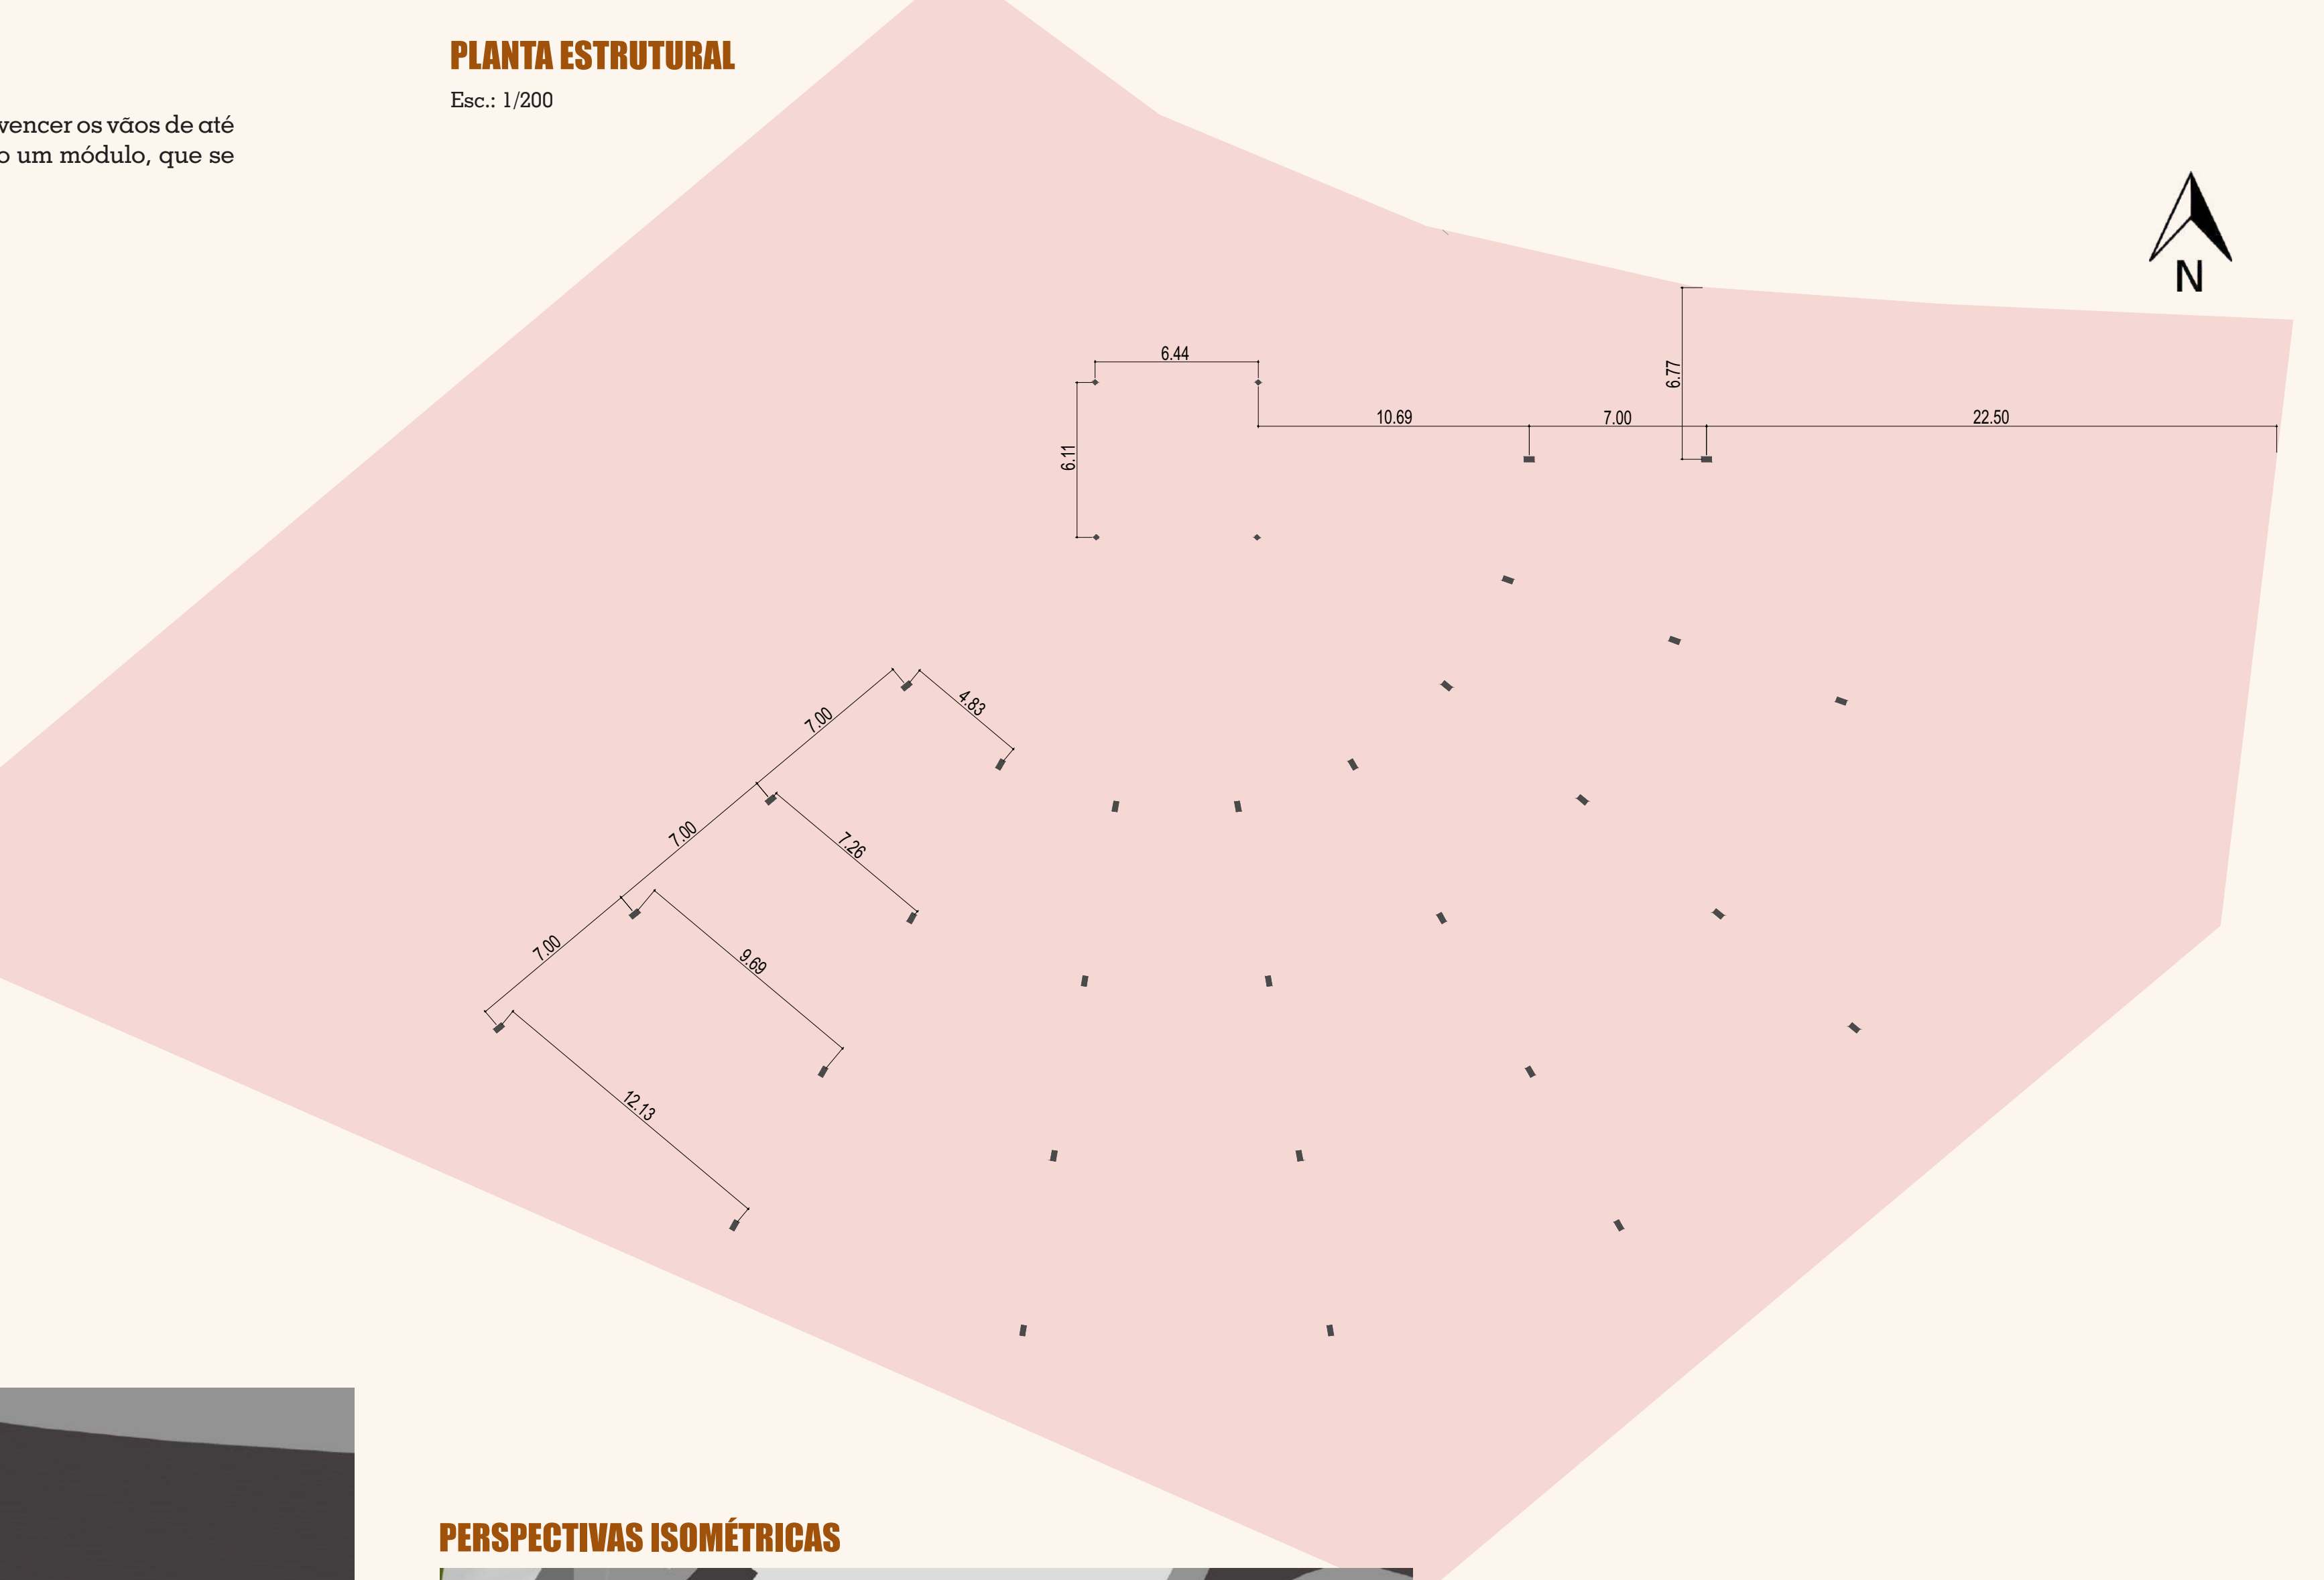 PLANTA ESTRUTURAL
Esc.: 1/200
vencer os vãos de até
o um módulo, que se
N
6.44
6.77
10.69
7.00
22.50
6.11
4.83
7.00
7.26
7.00
9.69
7.00
12.13
PERSPECTIVAS ISOMÉTRICAS